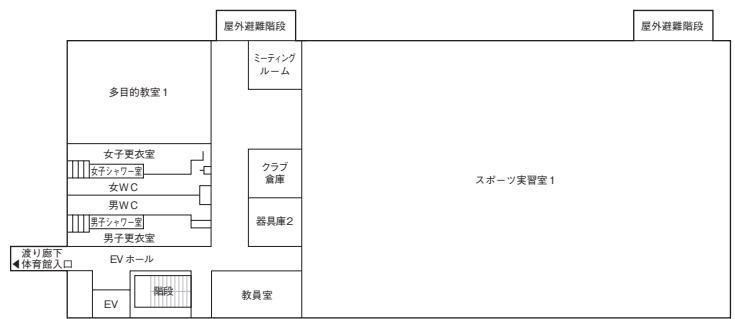 屋外避難階段
屋外避難階段
ミーティング
ルーム
多目的教室1
女子更衣室
女子シャワー室
クラブ
倉庫
スポーツ実習室1
女WC
男WC
男子シャワー室
器具庫2
男子更衣室
渡り廊下
◀体育館入口
EVホール
階段
教員室
EV